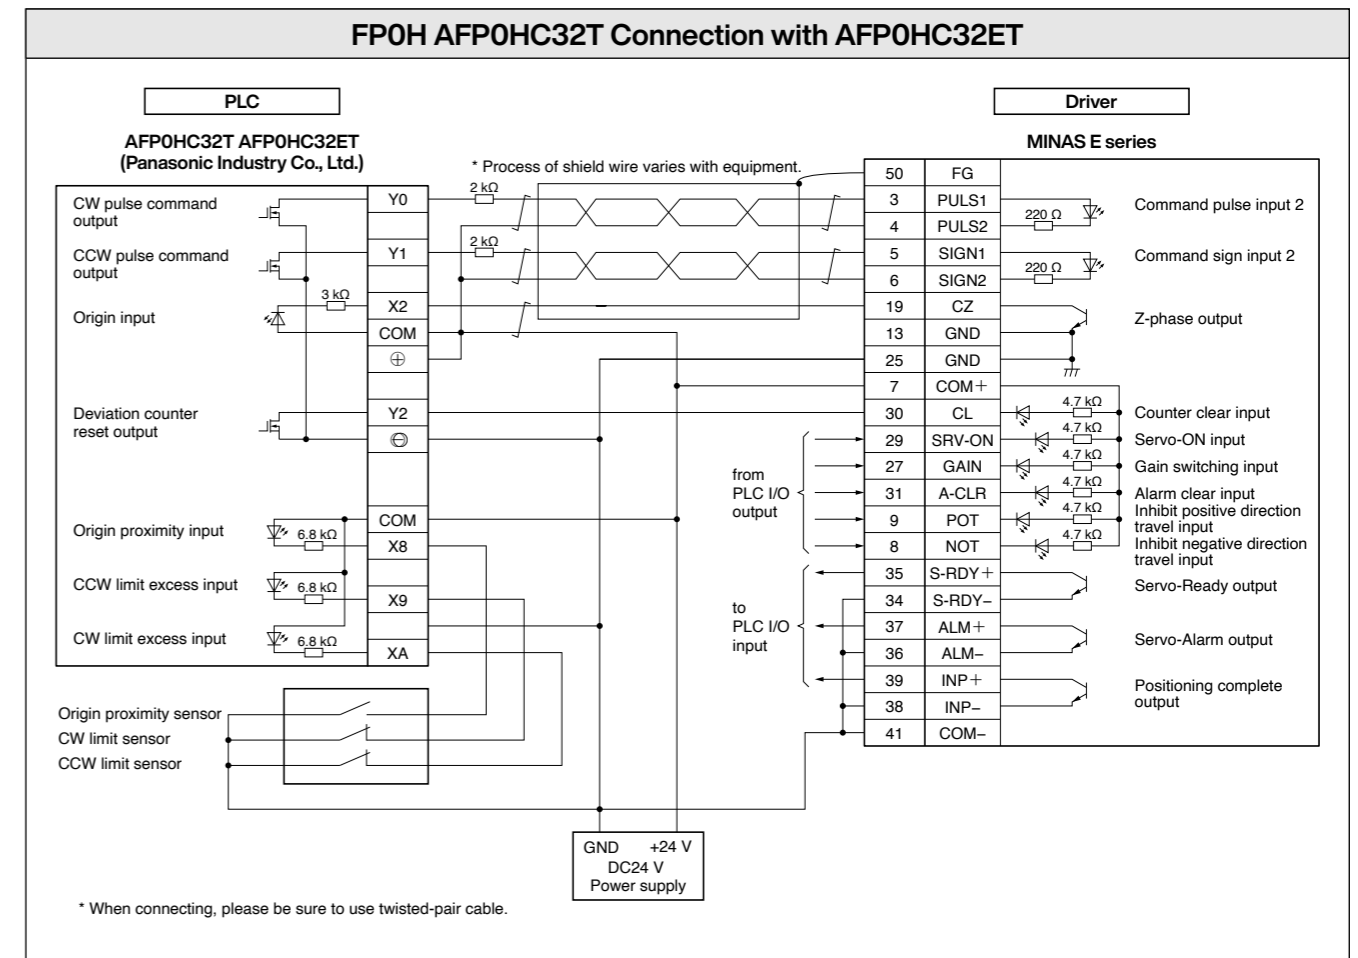 FP0H AFP0HC32T Connection with AFP0HC32ET
PLC
Driver
AFP0HC32T AFP0HC32ET
(Panasonic Industry Co., Ltd.)
MINAS E series
* Process of shield wire varies with equipment.
CW pulse command
output
CCW pulse command
output
Origin input
Deviation counter
reset output
Origin proximity input
CCW limit excess input
CW limit excess input
3 kΩ
6.8 kΩ
6.8 kΩ
6.8 kΩ
Y0
Y1
X2
COM
⊕
Y2
⊖
COM
X8
X9
XA
2 kΩ
2 kΩ
from
PLC I/O
output
to
PLC I/O
input
50 FG
3 PULS1
4 PULS2
5 SIGN1
6 SIGN2
19 CZ
13 GND
25 GND
7 COM+
30 CL
29 SRV-ON
27 GAIN
31 A-CLR
9 POT
8 NOT
35 S-RDY+
34 S-RDY−
37 ALM+
36 ALM−
39 INP+
38 INP−
41 COM−
220 Ω
220 Ω
4.7 kΩ
4.7 kΩ
4.7 kΩ
4.7 kΩ
4.7 kΩ
4.7 kΩ
Command pulse input 2
Command sign input 2
Z-phase output
Counter clear input
Servo-ON input
Gain switching input
Alarm clear input
Inhibit positive direction
travel input
Inhibit negative direction
travel input
Servo-Ready output
Servo-Alarm output
Positioning complete
output
Origin proximity sensor
CW limit sensor
CCW limit sensor
GND +24 V
DC24 V
Power supply
* When connecting, please be sure to use twisted-pair cable.